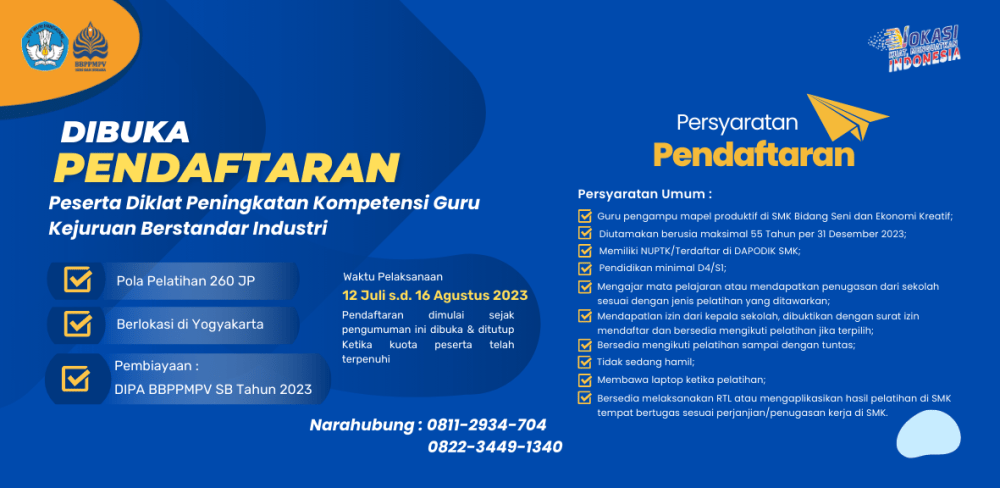 BBPPMPV
VOKASI
KUAT, MENGUATKAN
INDONESIA
DIBUKA
PENDAFTARAN
Peserta Diklat Peningkatan Kompetensi Guru
Kejuruan Berstandar Industri
Pola Pelatihan 260 JP
Berlokasi di Yogyakarta
Pembiayaan :
DIPA BBPPMPV SB Tahun 2023
Waktu Pelaksanaan
12 Juli s.d. 16 Agustus 2023
Pendaftaran dimulai sejak
pengumuman ini dibuka & ditutup
Ketika kuota peserta telah
terpenuhi
Narahubung : 0811-2934-704
0822-3449-1340
Persyaratan
Pendaftaran
Persyaratan Umum :
Guru pengampu mapel produktif di SMK Bidang Seni dan Ekonomi Kreatif;
Diutamakan berusia maksimal 55 Tahun per 31 Desember 2023;
Memiliki NUPTK/Terdaftar di DAPODIK SMK;
Pendidikan minimal D4/S1;
Mengajar mata pelajaran atau mendapatkan penugasan dari sekolah
sesuai dengan jenis pelatihan yang ditawarkan;
Mendapatlan izin dari kepala sekolah, dibuktikan dengan surat izin
mendaftar dan bersedia mengikuti pelatihan jika terpilih;
Bersedia mengikuti pelatihan sampai dengan tuntas;
Tidak sedang hamil;
Membawa laptop ketika pelatihan;
Bersedia melaksanakan RTL atau mengaplikasikan hasil pelatihan di SMK
tempat bertugas sesuai perjanjian/penugasan kerja di SMK.